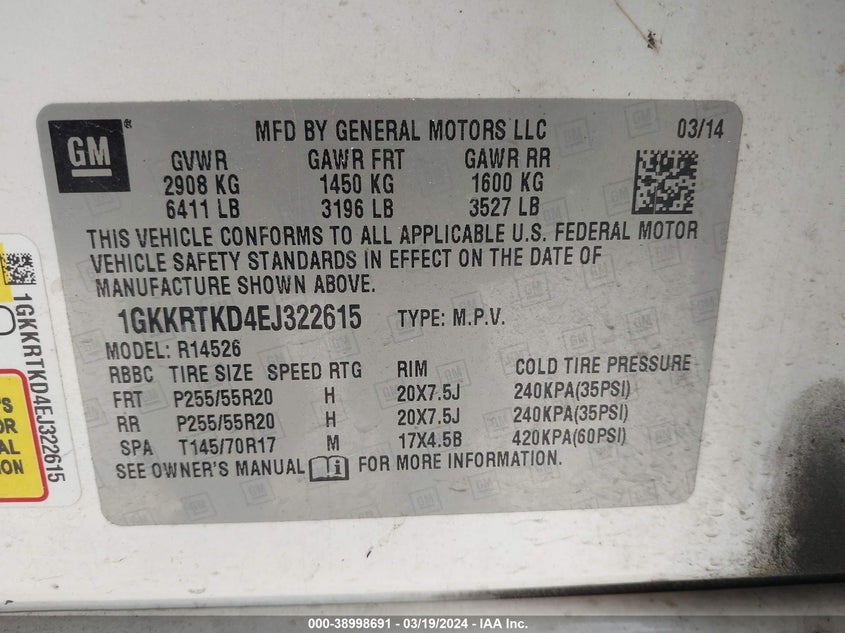 GM
MFD BY GENERAL MOTORS LLC 03/14
GVWR GAWR FRT GAWR RR
2908 KG 1450 KG 1600 KG
6411 LB 3196 LB 3527 LB
THIS VEHICLE CONFORMS TO ALL APPLICABLE U.S. FEDERAL MOTOR
VEHICLE SAFETY STANDARDS IN EFFECT ON THE DATE OF
MANUFACTURE SHOWN ABOVE.
1GKKRTKD4EJ322615 TYPE: M.P.V.
MODEL: R14526
RBBC TIRE SIZE SPEED RTG RIM COLD TIRE PRESSURE
FRT P255/55R20 H 20X7.5J 240KPA(35PSI)
RR P255/55R20 H 20X7.5J 240KPA(35PSI)
SPA T145/70R17 M 17X4.5B 420KPA(60PSI)
SEE OWNER'S MANUAL FOR MORE INFORMATION.
1GKKRTKD4EJ322615
000-38998691 - 03/19/2024 - IAA Inc.